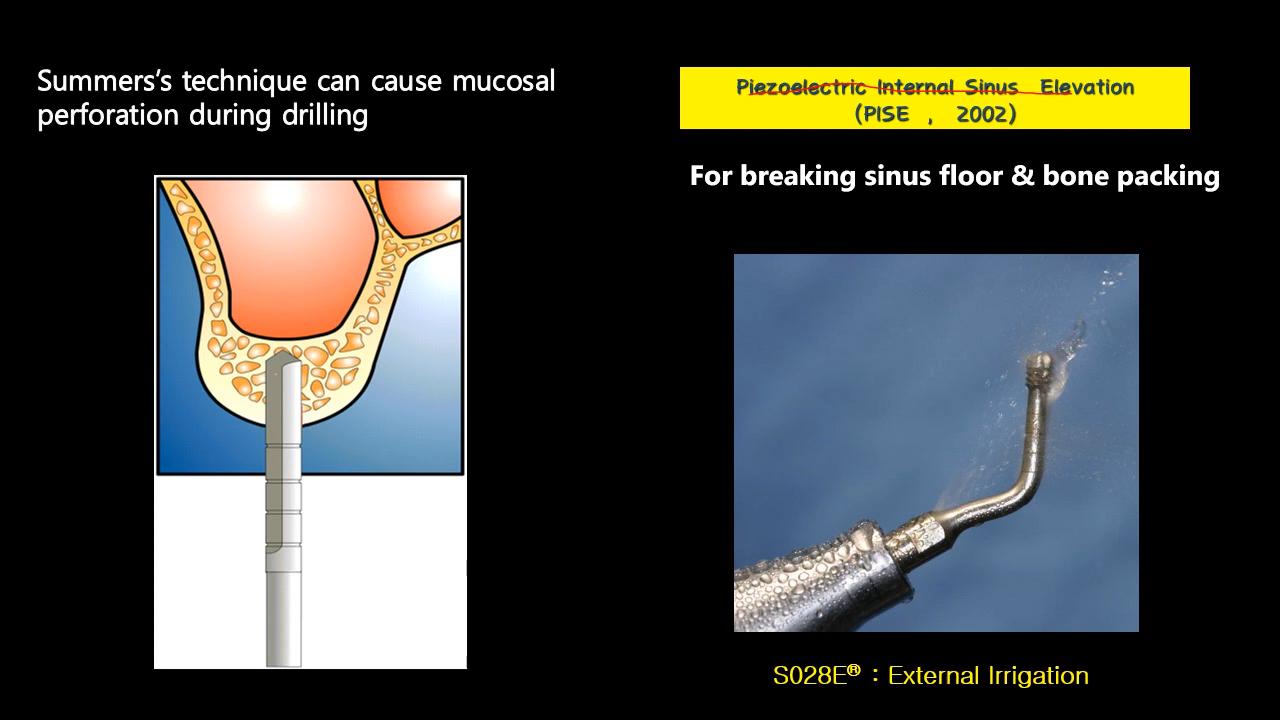 Summers's technique can cause mucosal
perforation during drilling
Piezoelectric Internal Sinus Elevation
(PISE , 2002)
For breaking sinus floor & bone packing
S028E® : External Irrigation